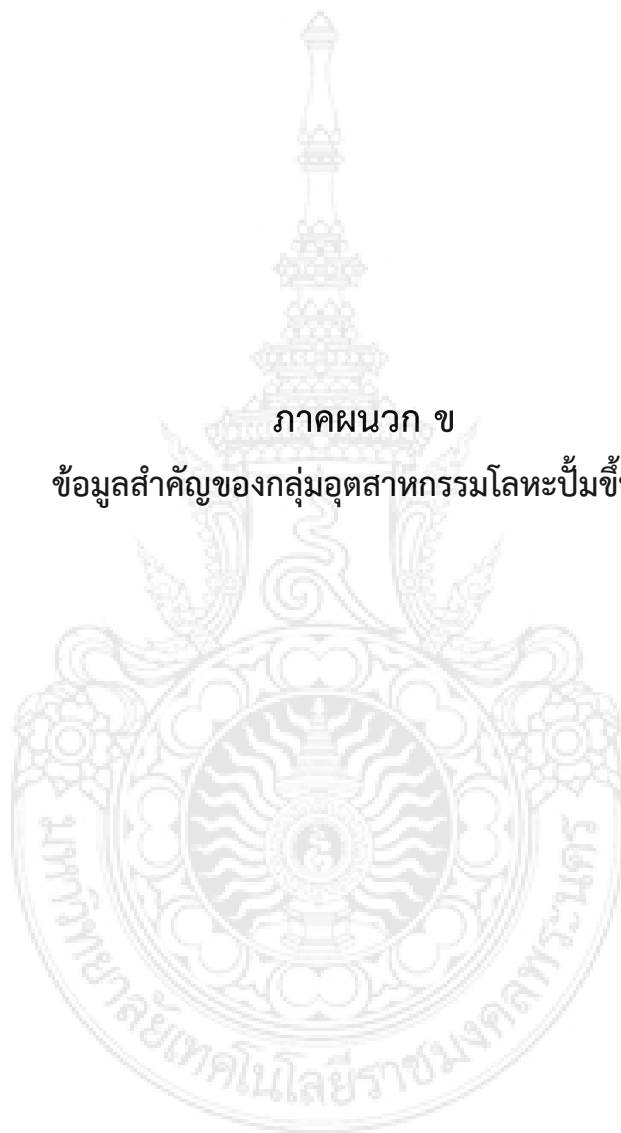 ภาคผนวก ข
ข้อมูลสำคัญของกลุ่มอุตสาหกรรมโลหะปั๊มขึ้
มหาวิทยาลัยเทคโนโลยีราชมงคลพระนคร